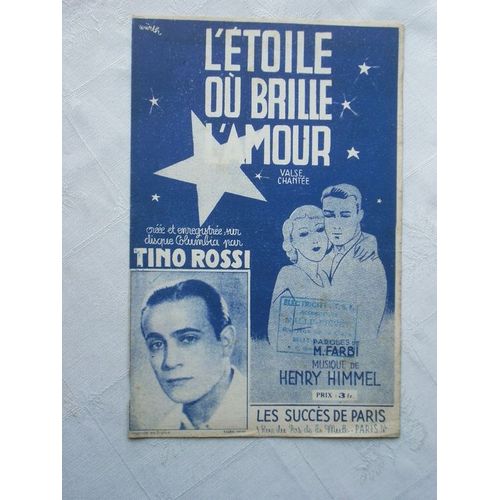 würth
L'ÉTOILE
OÙ BRILLE
L'AMOUR
VALSE
CHANTÉE
créée et enregistrée sur
disque Columbia par
TINO ROSSI
PAROLES DE
M. FARBI
MUSIQUE DE
HENRY HIMMEL
PRIX : 3 fr.
LES SUCCÈS DE PARIS
PARIS